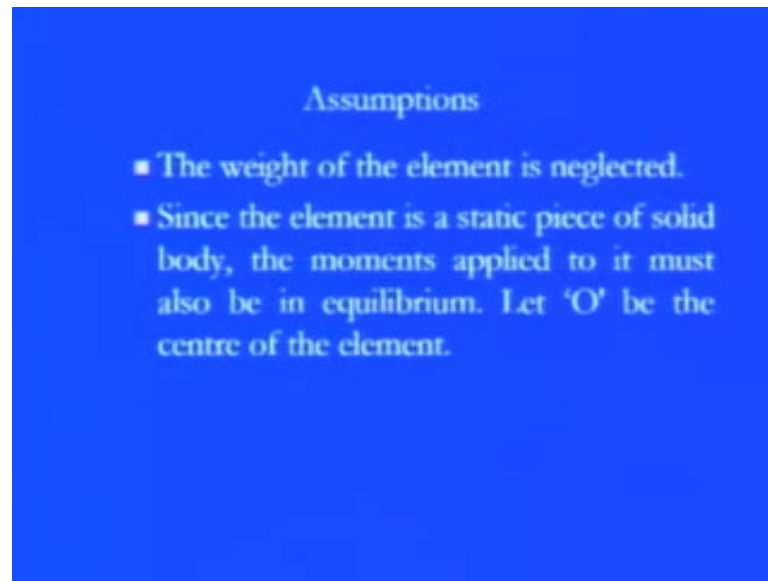 Assumptions
▪ The weight of the element is neglected.
▪ Since the element is a static piece of solid
body, the moments applied to it must
also be in equilibrium. Let ‘O’ be the
centre of the element.